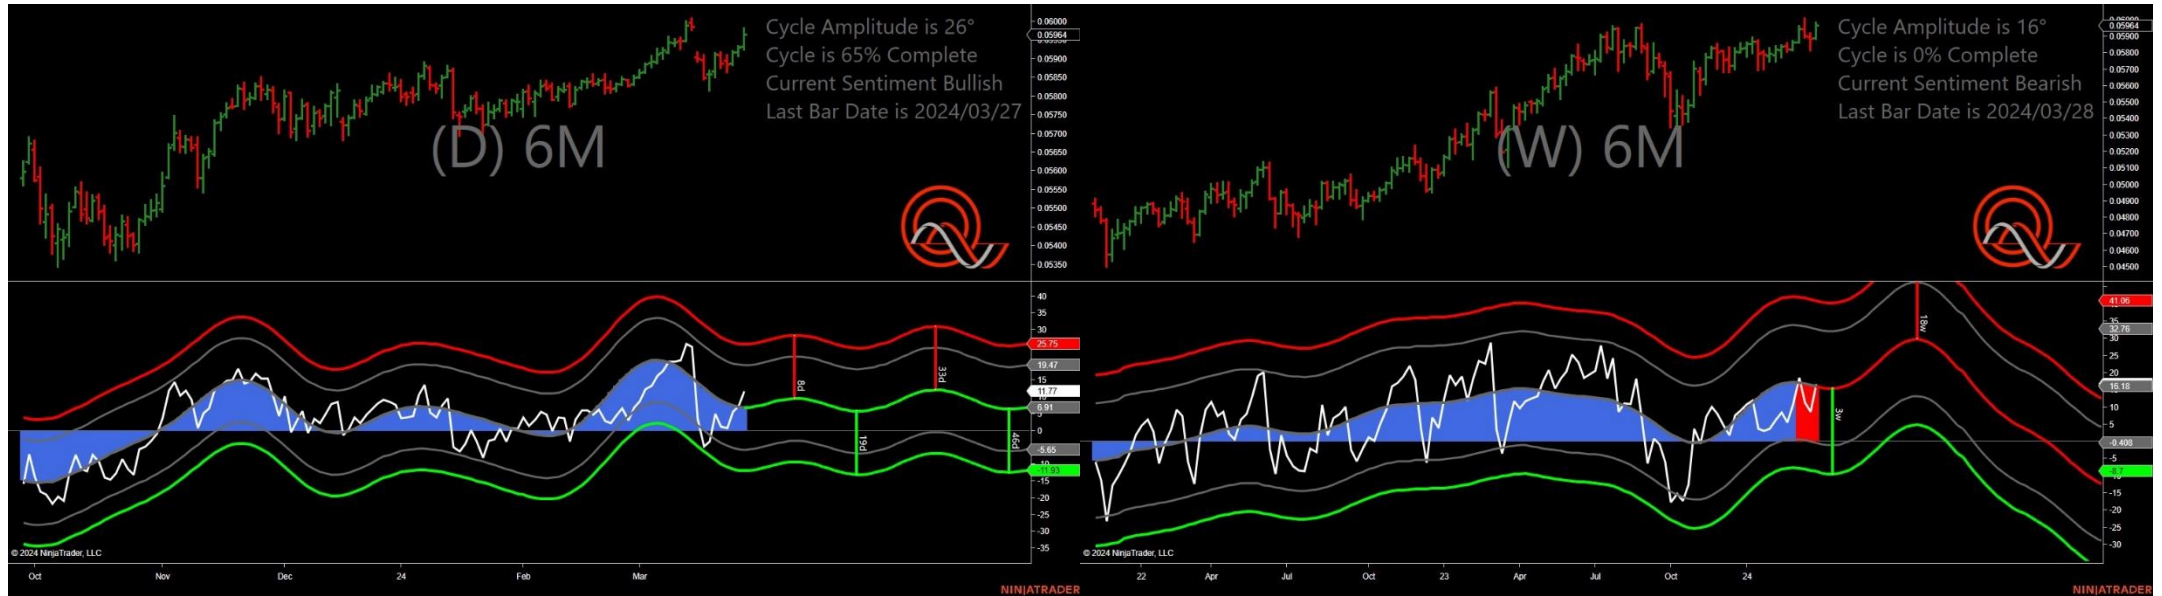 Cycle Amplitude is 26°
Cycle is 65% Complete
Current Sentiment Bullish
Last Bar Date is 2024/03/27
(D) 6M
0.06000
0.05964
0.05900
0.05850
0.05800
0.05750
0.05700
0.05650
0.05600
0.05550
0.05500
0.05450
0.05400
0.05350
40
35
30
25.75
19.47
15
11.77
6.91
0
-5.65
-11.93
-15
-20
-25
-30
-35
8d
19d
33d
46d
© 2024 NinjaTrader, LLC
Oct
Nov
Dec
24
Feb
Mar
NINJATRADER
Cycle Amplitude is 16°
Cycle is 0% Complete
Current Sentiment Bearish
Last Bar Date is 2024/03/28
(W) 6M
0.05964
0.05900
0.05800
0.05700
0.05600
0.05500
0.05400
0.05300
0.05200
0.05100
0.05000
0.04900
0.04800
0.04700
0.04600
0.04500
41.06
35
32.76
30
25
16.18
10
5
-0.408
-8.7
-15
-20
-25
-30
3w
18w
© 2024 NinjaTrader, LLC
22
Apr
Jul
Oct
23
Apr
Jul
Oct
24
NINJATRADER